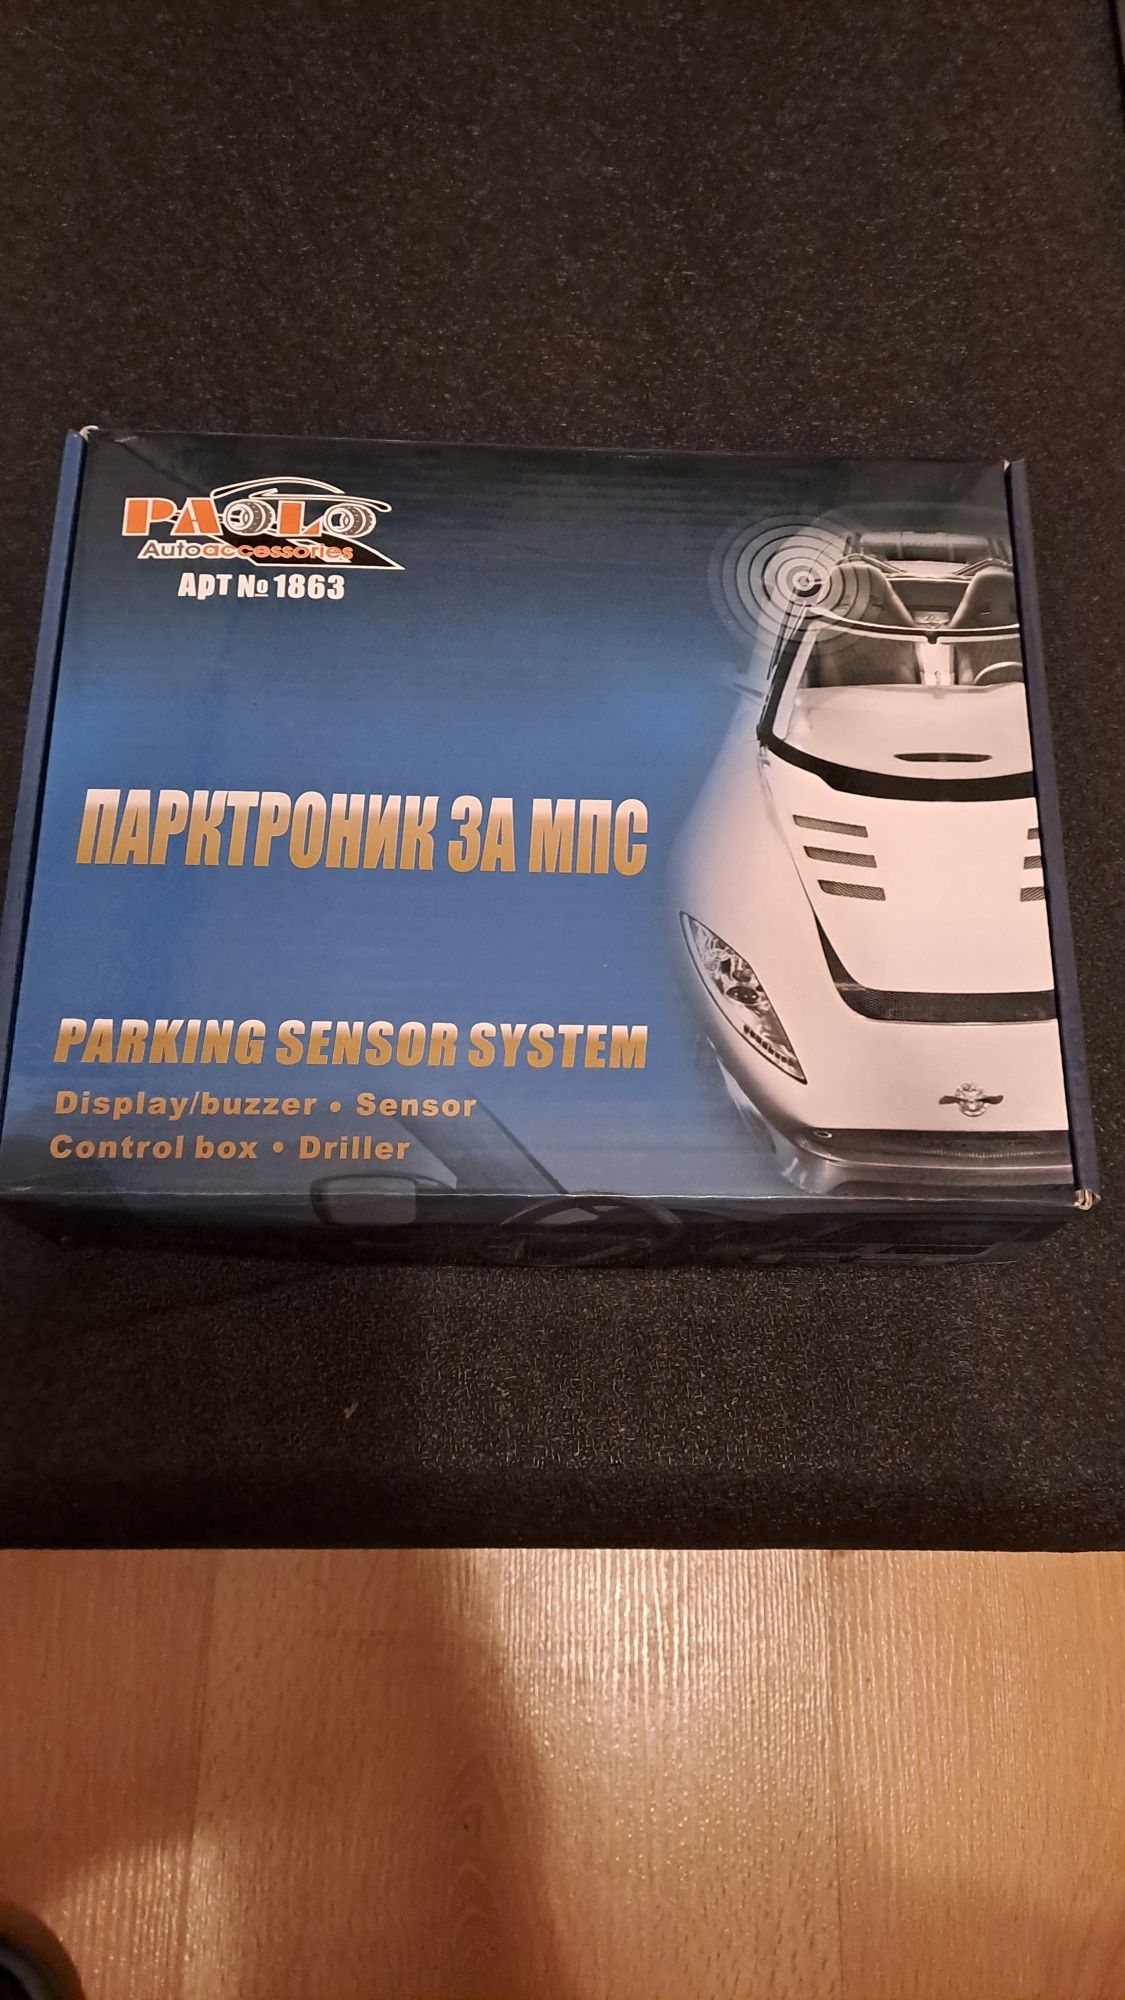 PAOLO
Autoaccessories
Арт № 1863
ПАРКТРОНИК ЗА МПС
PARKING SENSOR SYSTEM
Display/buzzer • Sensor
Control box • Driller